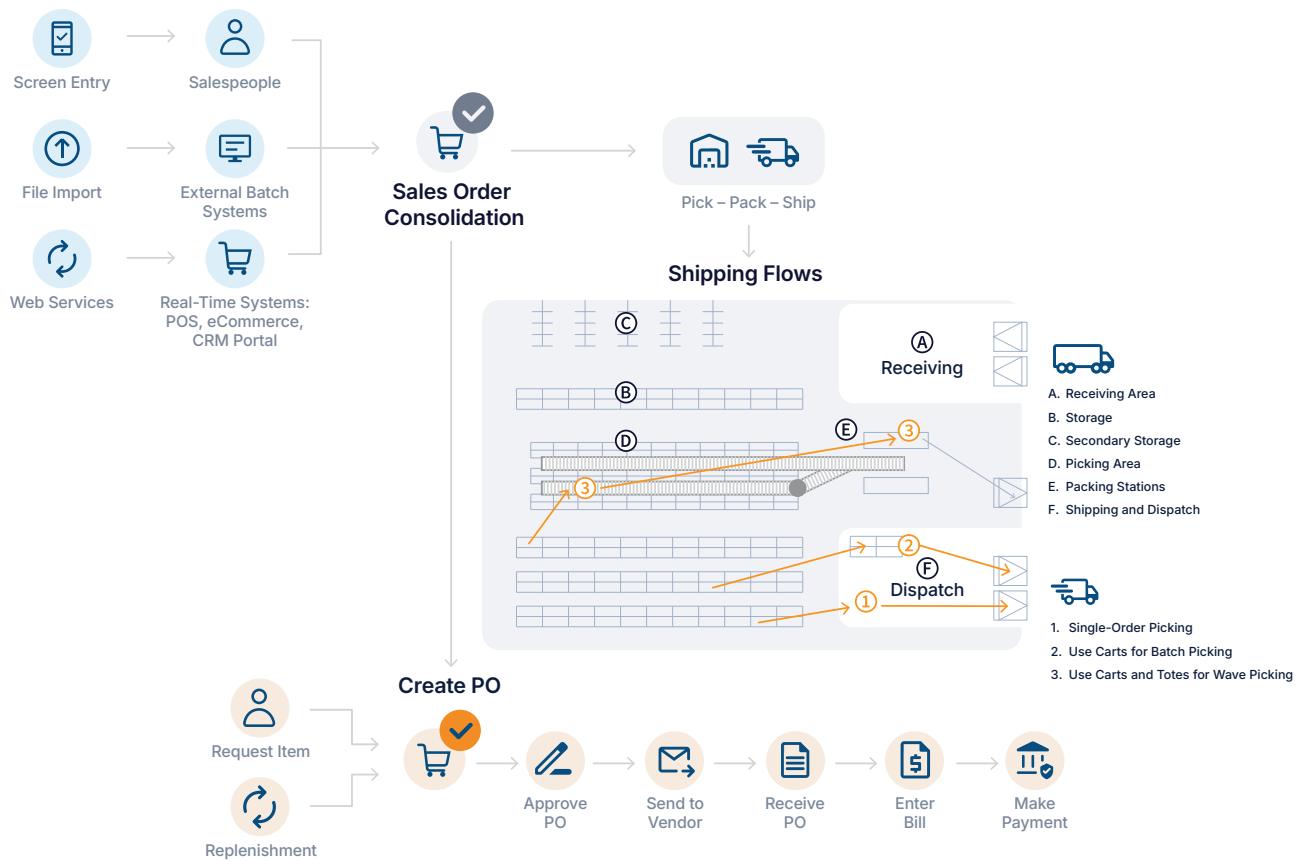 Screen Entry
Salespeople
File Import
External Batch
Systems
Web Services
Real-Time Systems:
POS, eCommerce,
CRM Portal
Sales Order
Consolidation
Pick – Pack – Ship
Shipping Flows
C
A
Receiving
B
D
E
3
3
2
F
Dispatch
1
A. Receiving Area
B. Storage
C. Secondary Storage
D. Picking Area
E. Packing Stations
F. Shipping and Dispatch
1. Single-Order Picking
2. Use Carts for Batch Picking
3. Use Carts and Totes for Wave Picking
Create PO
Request Item
Replenishment
Approve
PO
Send to
Vendor
Receive
PO
$
Enter
Bill
Make
Payment